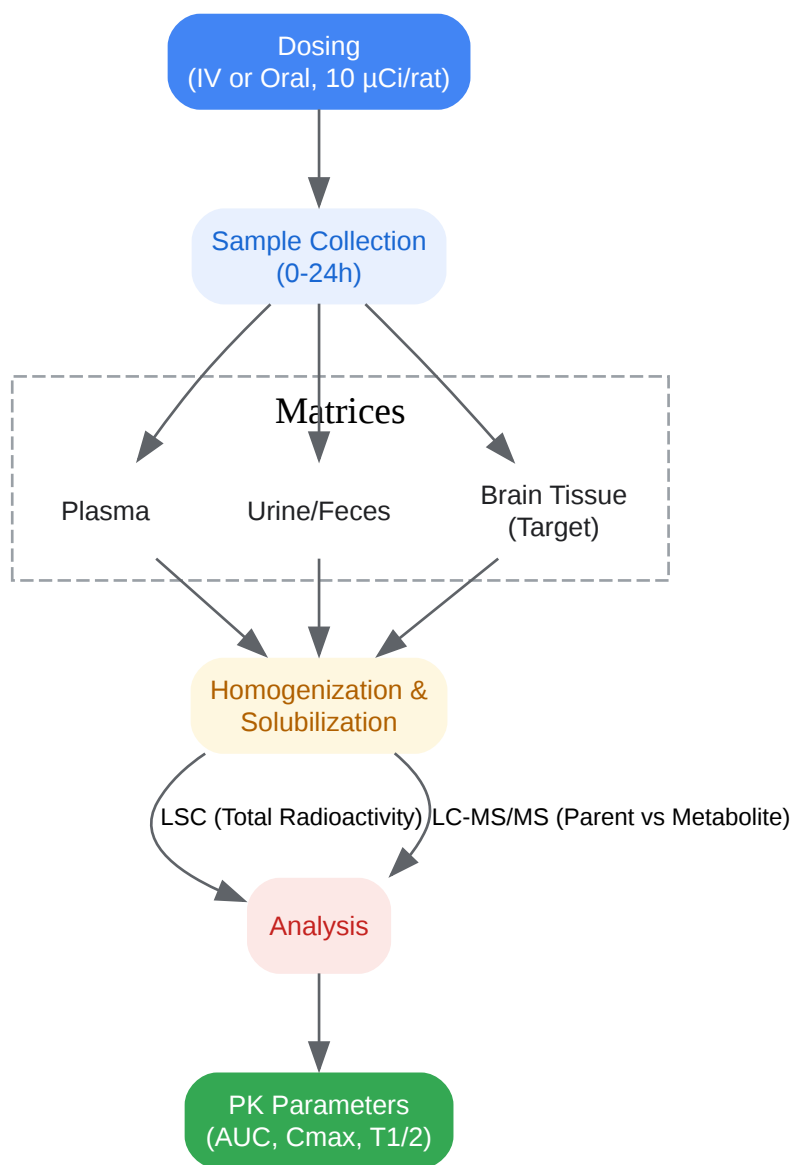 Dosing
(IV or Oral, 10 µCi/rat)
Sample Collection
(0-24h)
Matrices
Plasma
Urine/Feces
Brain Tissue
(Target)
Homogenization &
Solubilization
LSC (Total Radioactivity)
LC-MS/MS (Parent vs Metabolite)
Analysis
PK Parameters
(AUC, Cmax, T1/2)